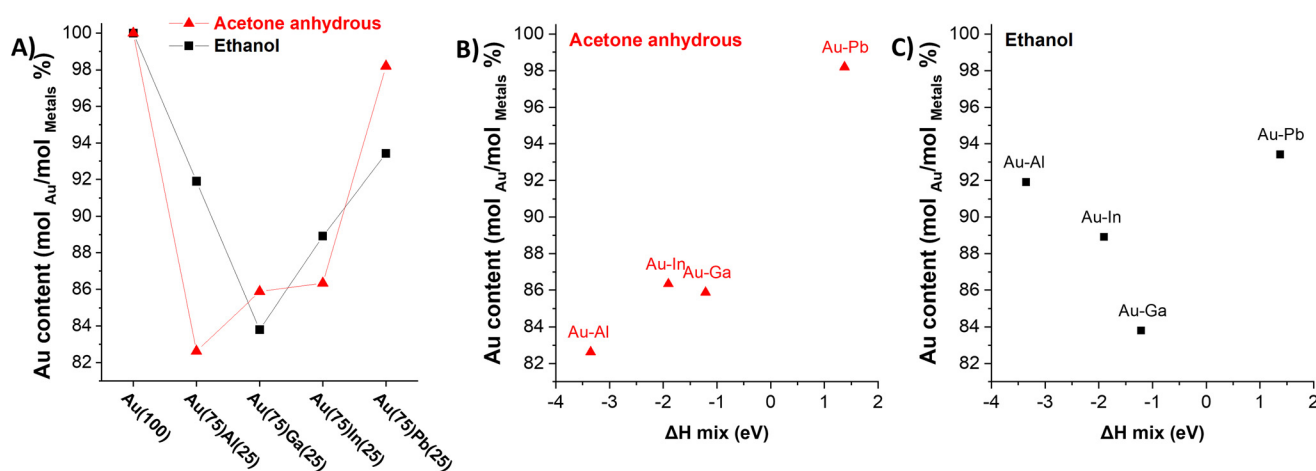 A)
Acetone anhydrous
Ethanol
Au content (mol Au/mol Metals %)
100
98
96
94
92
90
88
86
84
82
Au(100)
Au(75)Al(25)
Au(75)Ga(25)
Au(75)In(25)
Au(75)Pb(25)
B)
Acetone anhydrous
Au-Pb
Au-In
Au-Ga
Au-Al
Au content (mol Au/mol Metals %)
100
98
96
94
92
90
88
86
84
82
-4 -3 -2 -1 0 1 2
ΔH mix (eV)
C)
Ethanol
Au-Pb
Au-Al
Au-In
Au-Ga
Au content (mol Au/mol Metals %)
100
98
96
94
92
90
88
86
84
82
-4 -3 -2 -1 0 1 2
ΔH mix (eV)